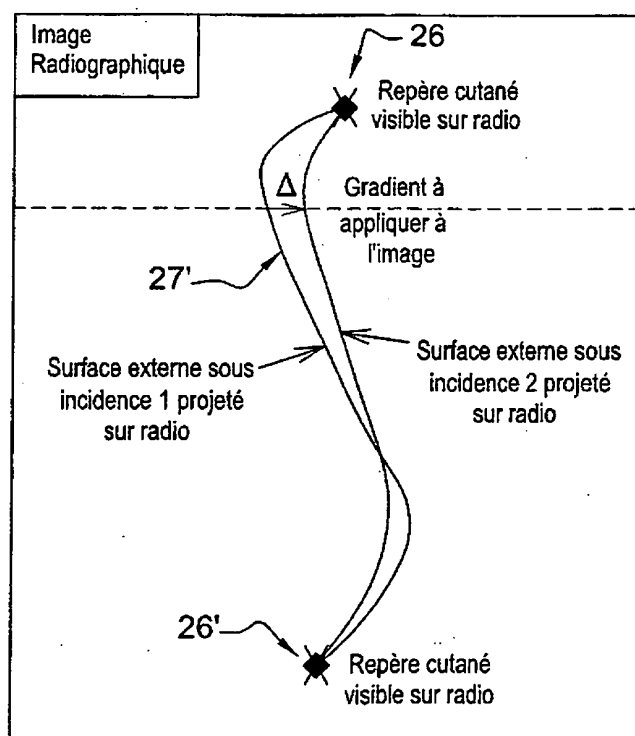 Image
Radiographique
26
Repère cutané
visible sur radio
Δ
Gradient à
appliquer à
l'image
27'
Surface externe sous
incidence 1 projeté
sur radio
Surface externe sous
incidence 2 projeté
sur radio
26'
Repère cutané
visible sur radio